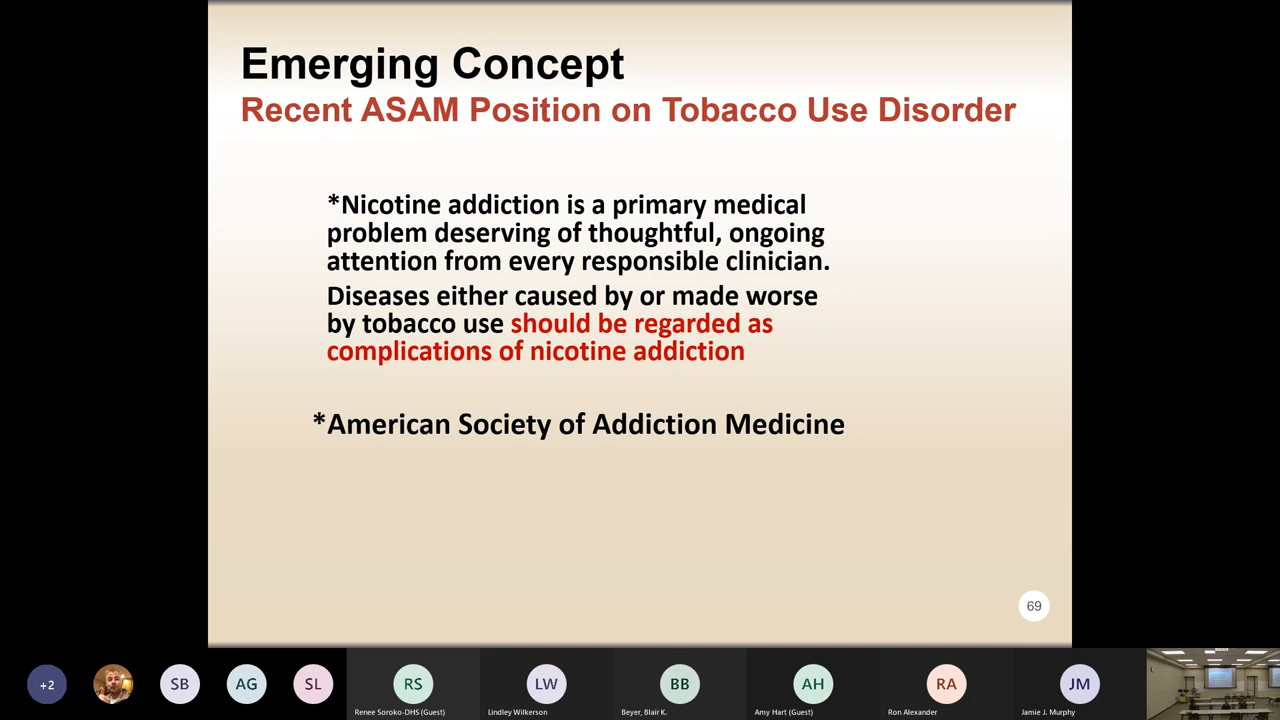 Emerging Concept
Recent ASAM Position on Tobacco Use Disorder
*Nicotine addiction is a primary medical
problem deserving of thoughtful, ongoing
attention from every responsible clinician.
Diseases either caused by or made worse
by tobacco use should be regarded as
complications of nicotine addiction
*American Society of Addiction Medicine
69
+2
SB
AG
SL
RS
LW
BB
AH
RA
JM
Renee Soroko-DHS (Guest)
Lindley Wilkerson
Beyer, Blair K.
Amy Hart (Guest)
Ron Alexander
Jamie J. Murphy